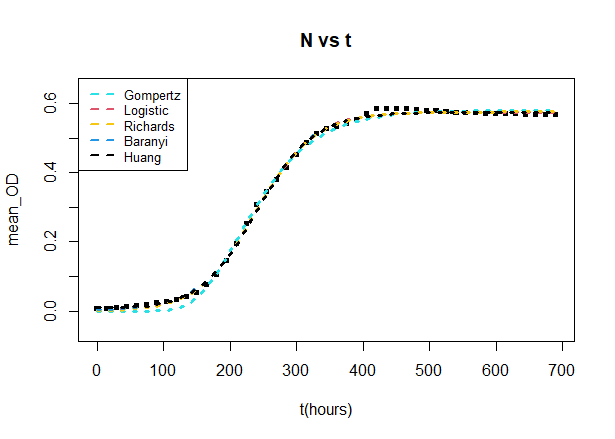 N vs t
Gompertz
Logistic
Richards
Baranyi
Huang
mean_OD
0.6
0.4
0.2
0.0
0 100 200 300 400 500 600 700
t(hours)